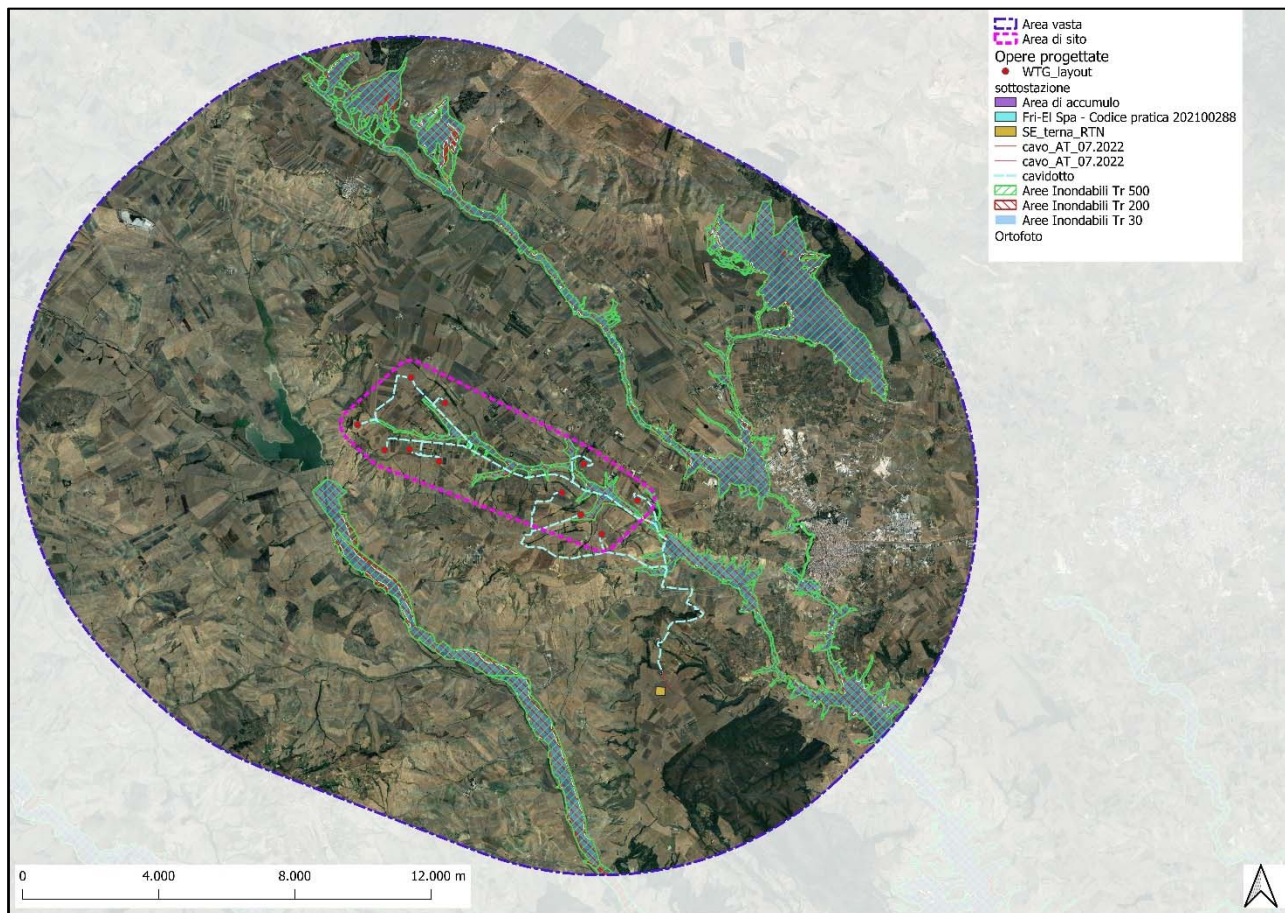 Area vasta
Area di sito
Opere progettate
WTG_layout
sottostazione
Area di accumulo
Fri-El Spa - Codice pratica 202100288
SE_terna_RTN
cavo_AT_07.2022
cavo_AT_07.2022
cavidotto
Aree Inondabili Tr 500
Aree Inondabili Tr 200
Aree Inondabili Tr 30
Ortofoto
0 4.000 8.000 12.000 m